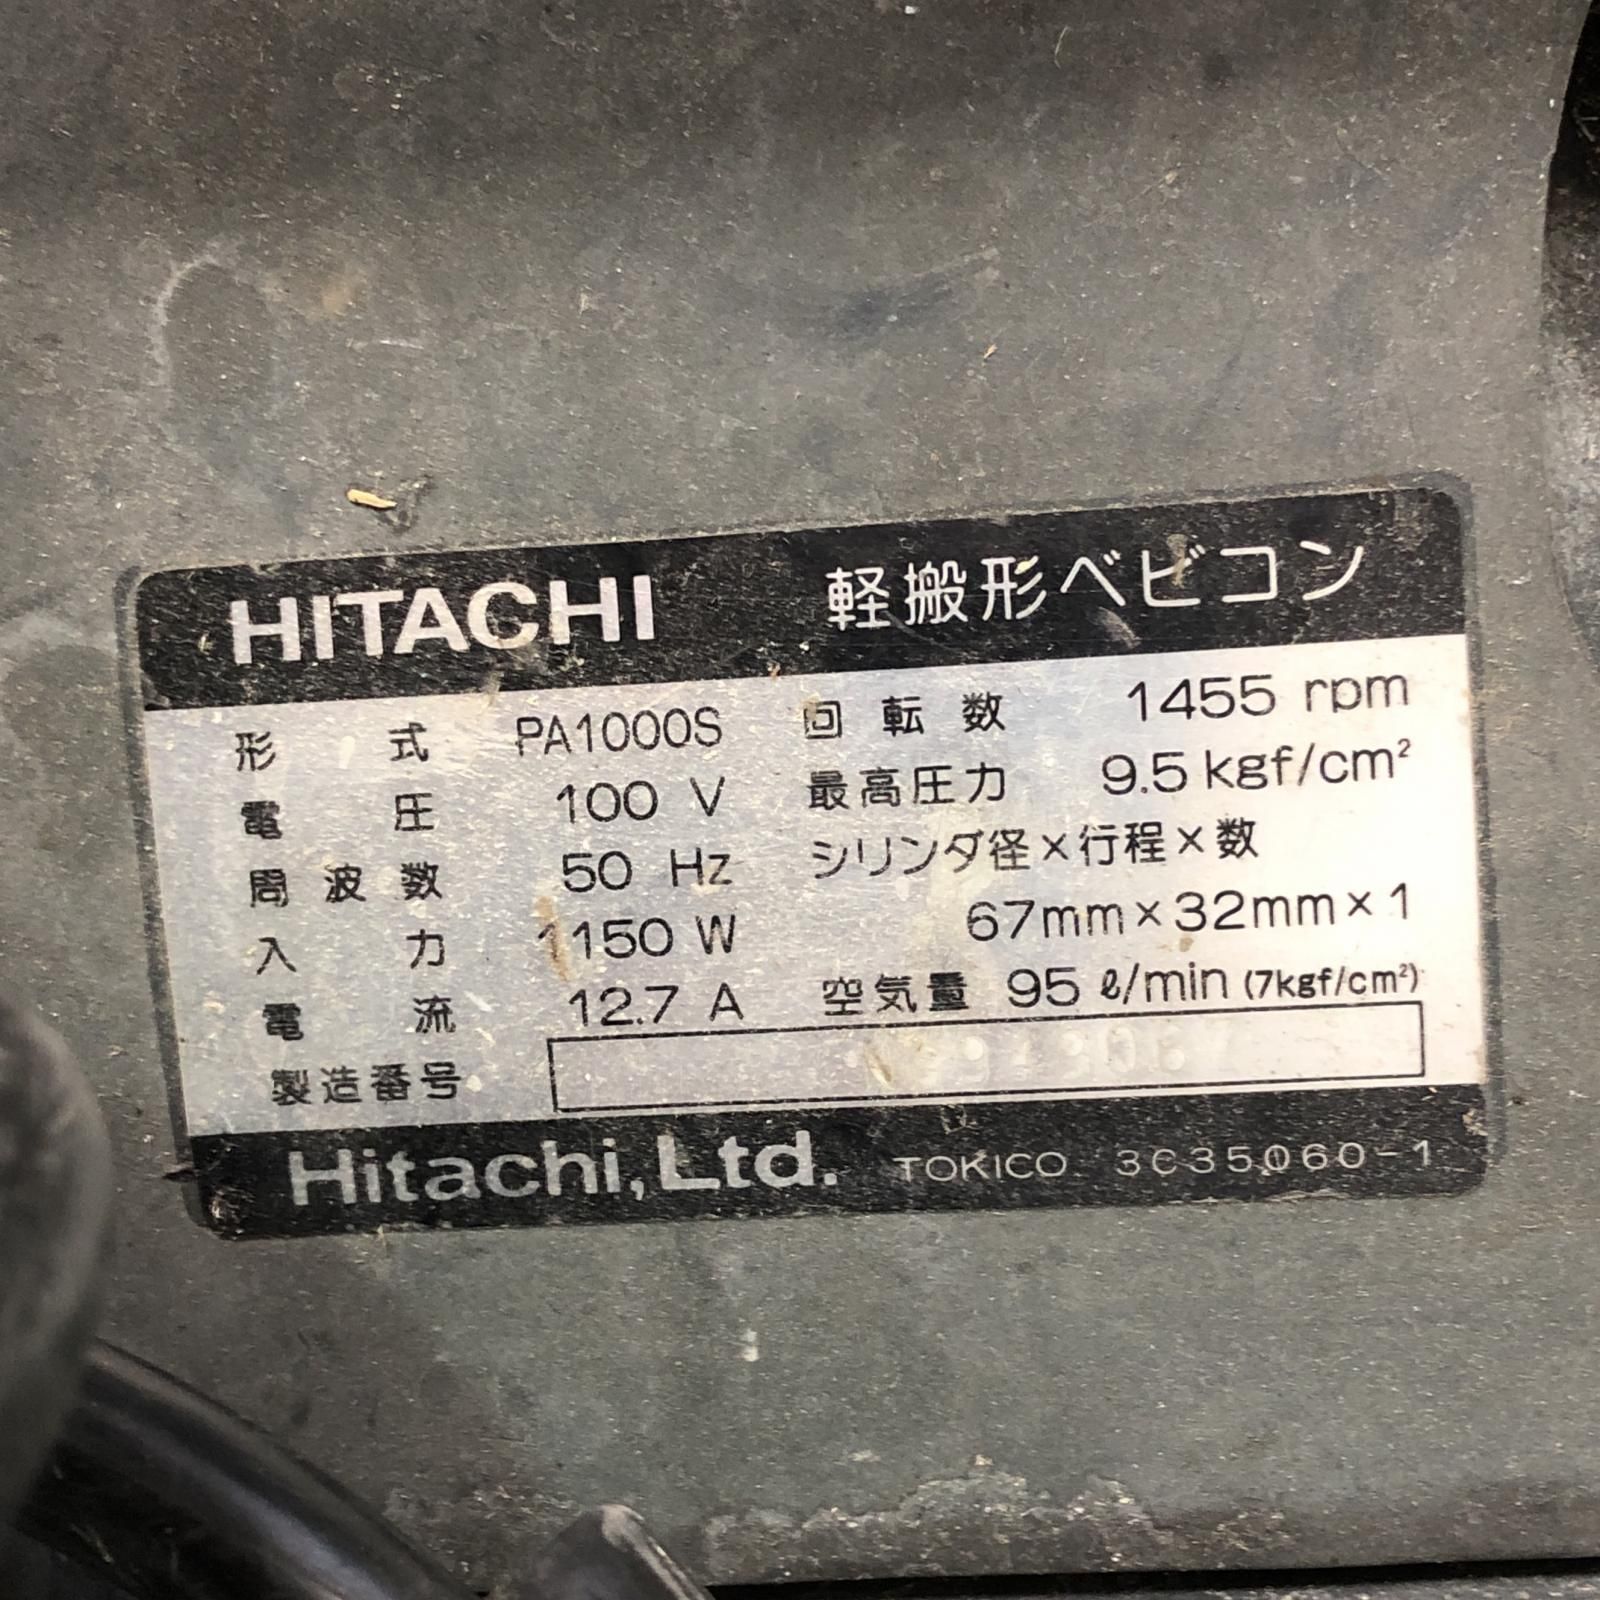 HITACHI 軽搬形ベビコン
形式 PA1000S 回転数 1455 rpm
電圧 100 V 最高圧力 9.5 kgf/cm²
周波数 50 Hz シリンダ径×行程×数
入力 1150 W 67mm×32mm×1
電流 12.7 A 空気量 95 ℓ/min (7kgf/cm²)
製造番号
Hitachi, Ltd. TOKICO 3C35060-1